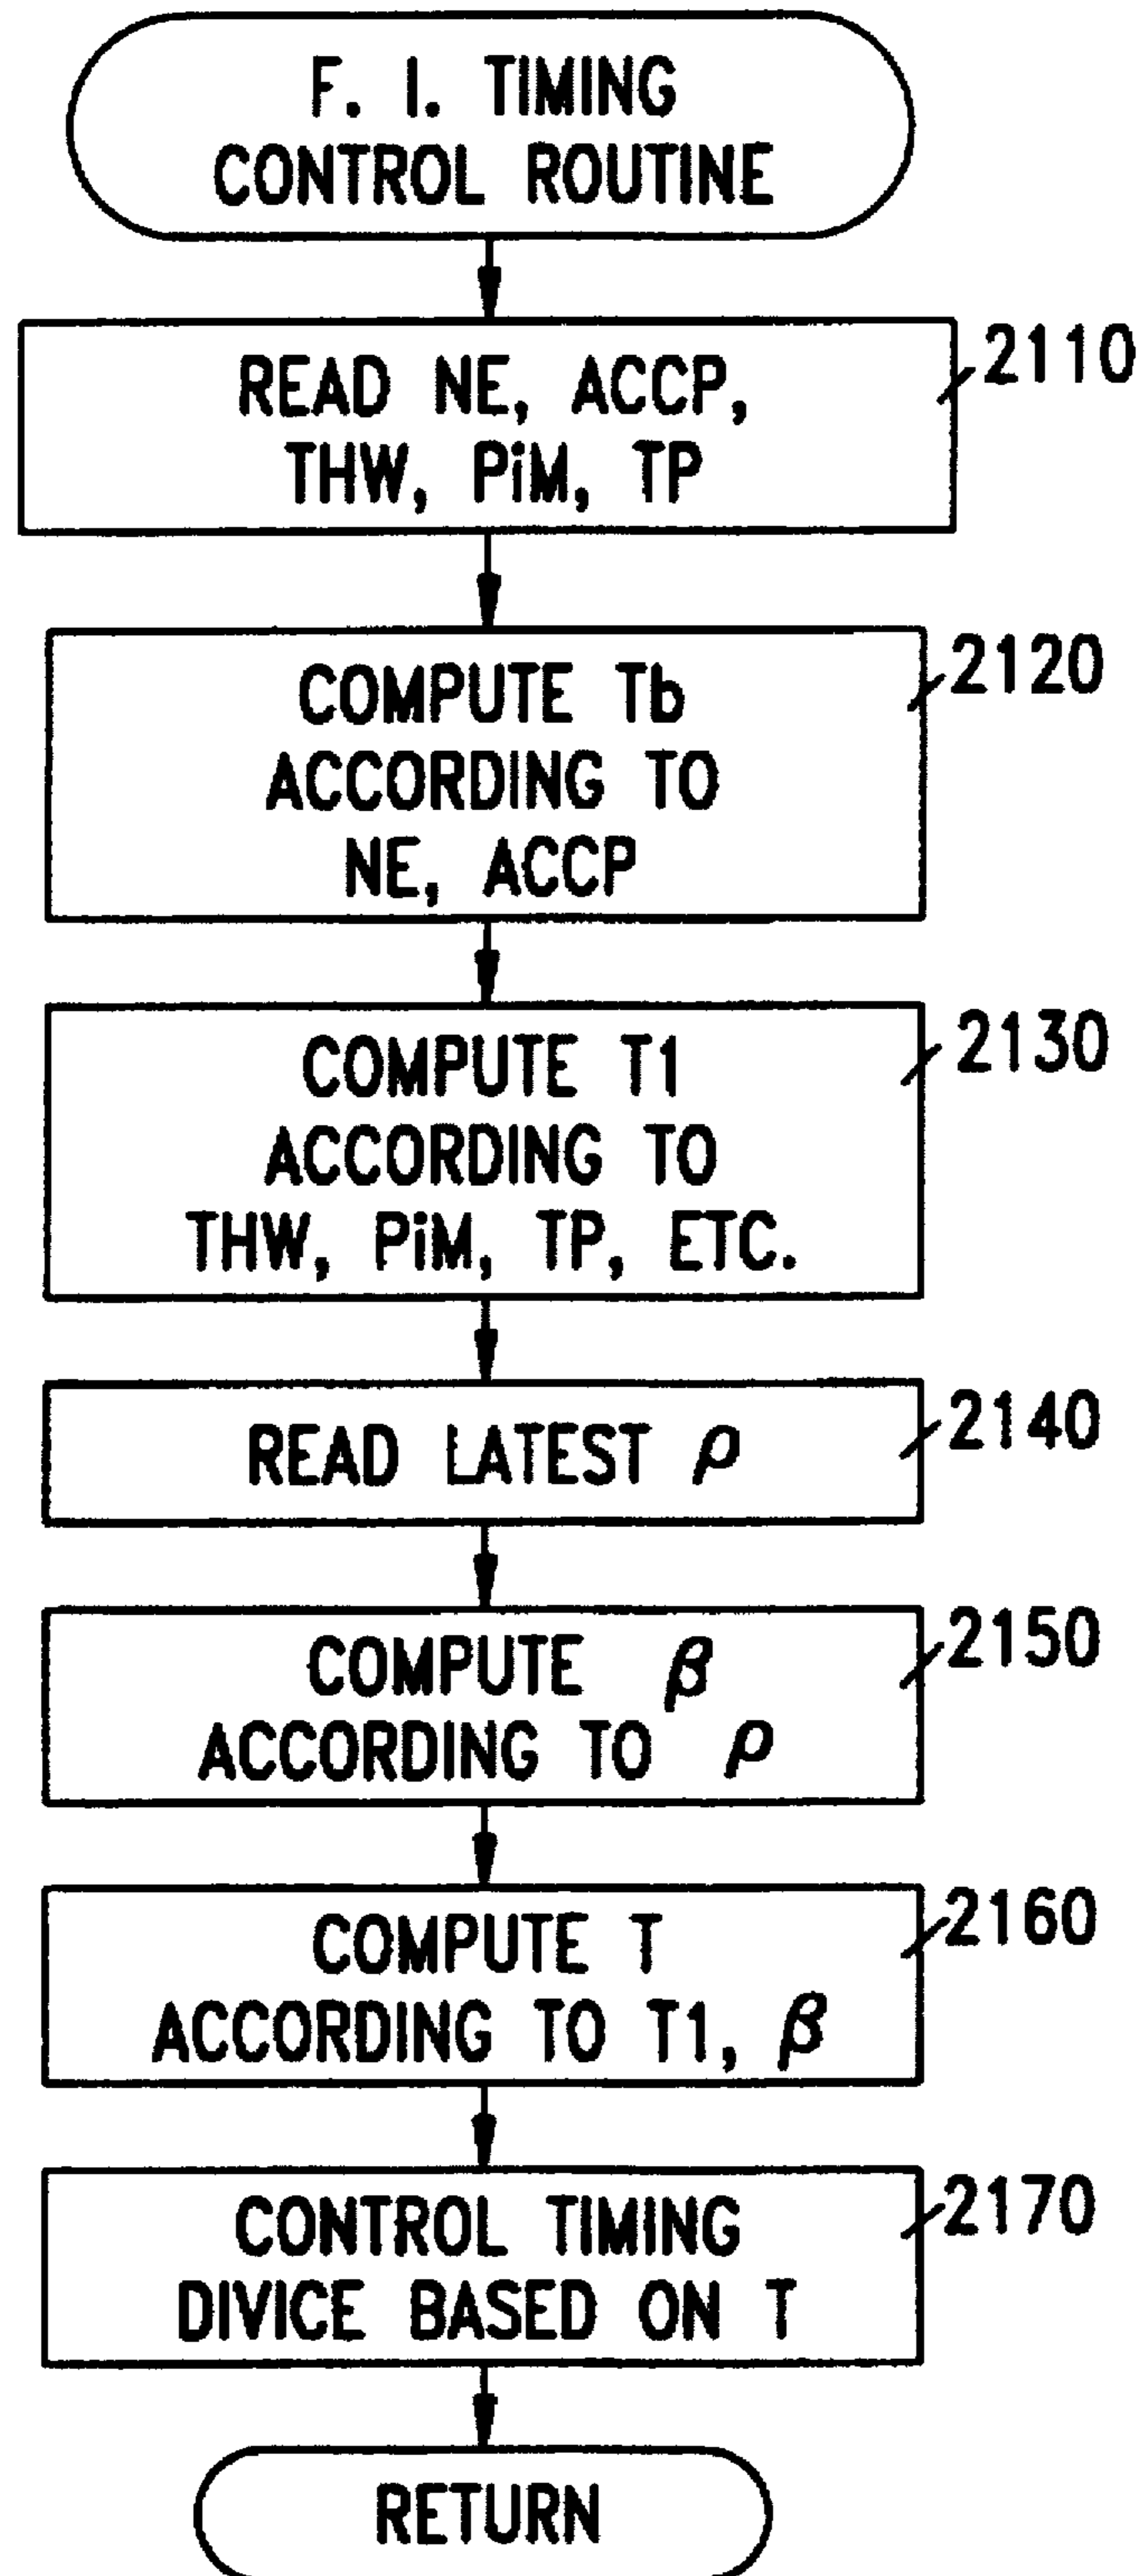 F. I. TIMING
CONTROL ROUTINE
READ NE, ACCP,
THW, PiM, TP
2110
COMPUTE Tb
ACCORDING TO
NE, ACCP
2120
COMPUTE T1
ACCORDING TO
THW, PiM, TP, ETC.
2130
READ LATEST ρ
2140
COMPUTE β
ACCORDING TO ρ
2150
COMPUTE T
ACCORDING TO T1, β
2160
CONTROL TIMING
DIVICE BASED ON T
2170
RETURN